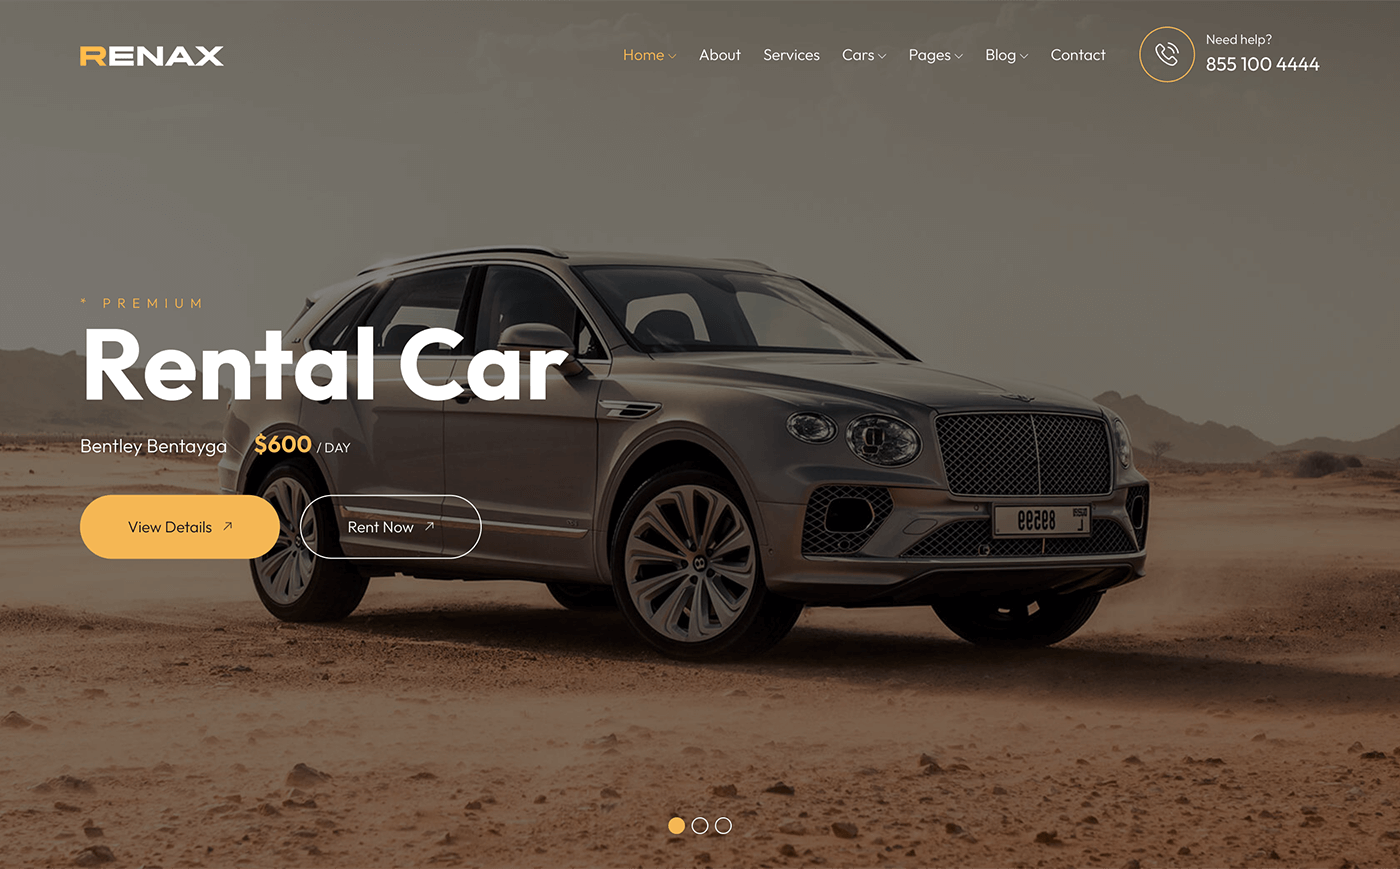 RENAX
Home About Services Cars Pages Blog Contact
Need help?
855 100 4444
* PREMIUM
Rental Car
Bentley Bentayga $600 / DAY
View Details
Rent Now